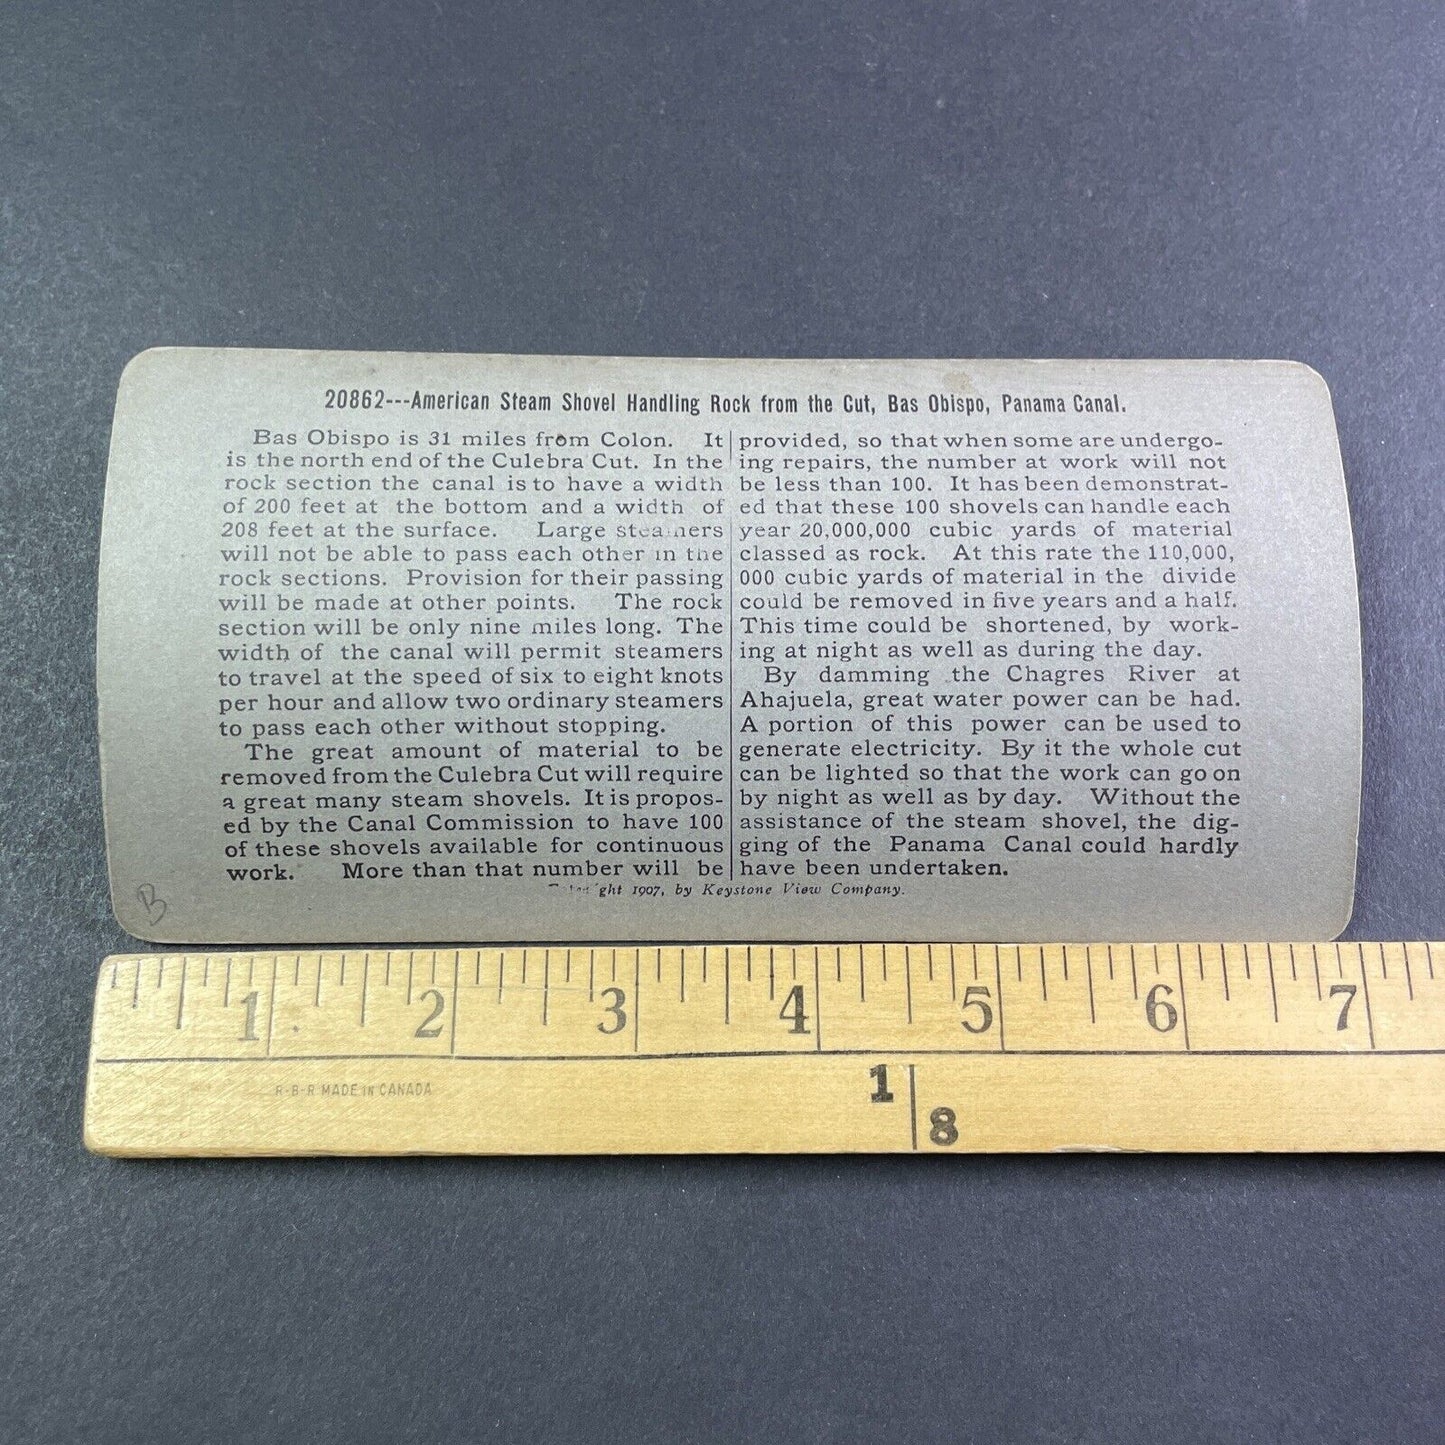 20862---American Steam Shovel Handling Rock from the Cut, Bas Obispo, Panama Canal.
Bas Obispo is 31 miles from Colon. It
is the north end of the Culebra Cut. In the
rock section the canal is to have a width
of 200 feet at the bottom and a width of
208 feet at the surface. Large steamers
will not be able to pass each other in the
rock sections. Provision for their passing
will be made at other points. The rock
section will be only nine miles long. The
width of the canal will permit steamers
to travel at the speed of six to eight knots
per hour and allow two ordinary steamers
to pass each other without stopping.
The great amount of material to be
removed from the Culebra Cut will require
a great many steam shovels. It is propos-
ed by the Canal Commission to have 100
of these shovels available for continuous
work. More than that number will be
provided, so that when some are undergo-
ing repairs, the number at work will not
be less than 100. It has been demonstrat-
ed that these 100 shovels can handle each
year 20,000,000 cubic yards of material
classed as rock. At this rate the 110,000,
000 cubic yards of material in the divide
could be removed in five years and a half.
This time could be shortened, by work-
ing at night as well as during the day.
By damming the Chagres River at
Ahajuela, great water power can be had.
A portion of this power can be used to
generate electricity. By it the whole cut
can be lighted so that the work can go on
by night as well as by day. Without the
assistance of the steam shovel, the dig-
ging of the Panama Canal could hardly
have been undertaken.
1907, by Keystone View Company.
B
1 2 3 4 5 6 7
R-B-R MADE IN CANADA
1
8